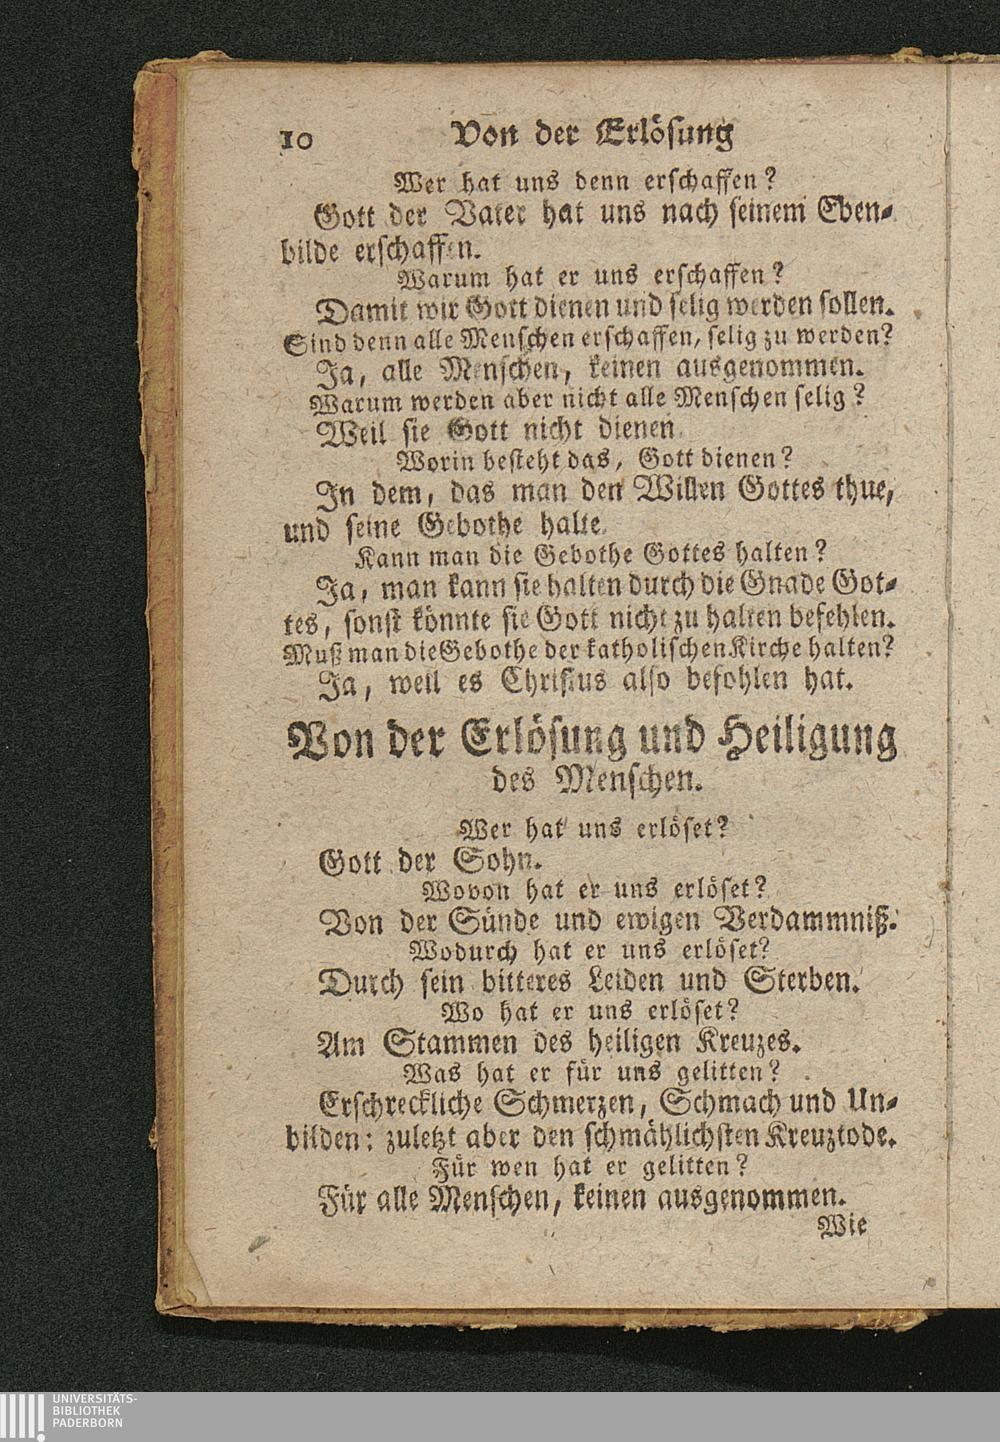 10 Von der Erlösung
Wer hat uns denn erschaffen?
Gott der Vater hat uns nach seinem Eben-
bilde erschaffen.
Warum hat er uns erschaffen?
Damit wir Gott dienen und selig werden sollen.
Sind denn alle Menschen erschaffen, selig zu werden?
Ja, alle Menschen, keinen ausgenommen.
Warum werden aber nicht alle Menschen selig?
Weil sie Gott nicht dienen.
Worin besteht das, Gott dienen?
In dem, das man den Willen Gottes thue,
und seine Gebothe halte.
Kann man die Gebothe Gottes halten?
Ja, man kann sie halten durch die Gnade Got-
tes, sonst könnte sie Gott nicht zu halten befehlen.
Muß man die Gebothe der katholischen Kirche halten?
Ja, weil es Christus also befohlen hat.
Von der Erlösung und Heiligung
des Menschen.
Wer hat uns erlöset?
Gott der Sohn.
Wovon hat er uns erlöset?
Von der Sünde und ewigen Verdammniß.
Wodurch hat er uns erlöset?
Durch sein bitteres Leiden und Sterben.
Wo hat er uns erlöset?
Am Stammen des heiligen Kreuzes.
Was hat er für uns gelitten?
Erschreckliche Schmerzen, Schmach und Un-
bilden: zuletzt aber den schmählichsten Kreuztode.
Für wen hat er gelitten?
Für alle Menschen, keinen ausgenommen.
Wie
UNIVERSITÄTS-
BIBLIOTHEK
PADERBORN